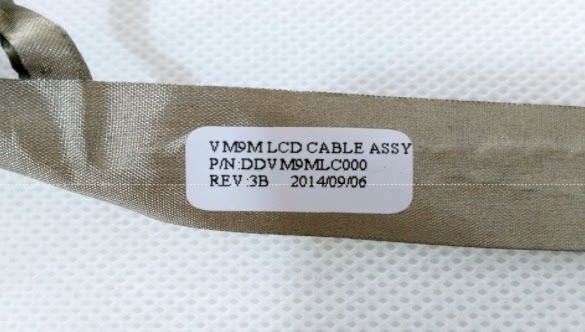 VM9M LCD CABLE ASSY
P/N:DDVM9MLC000
REV:3B 2014/09/06